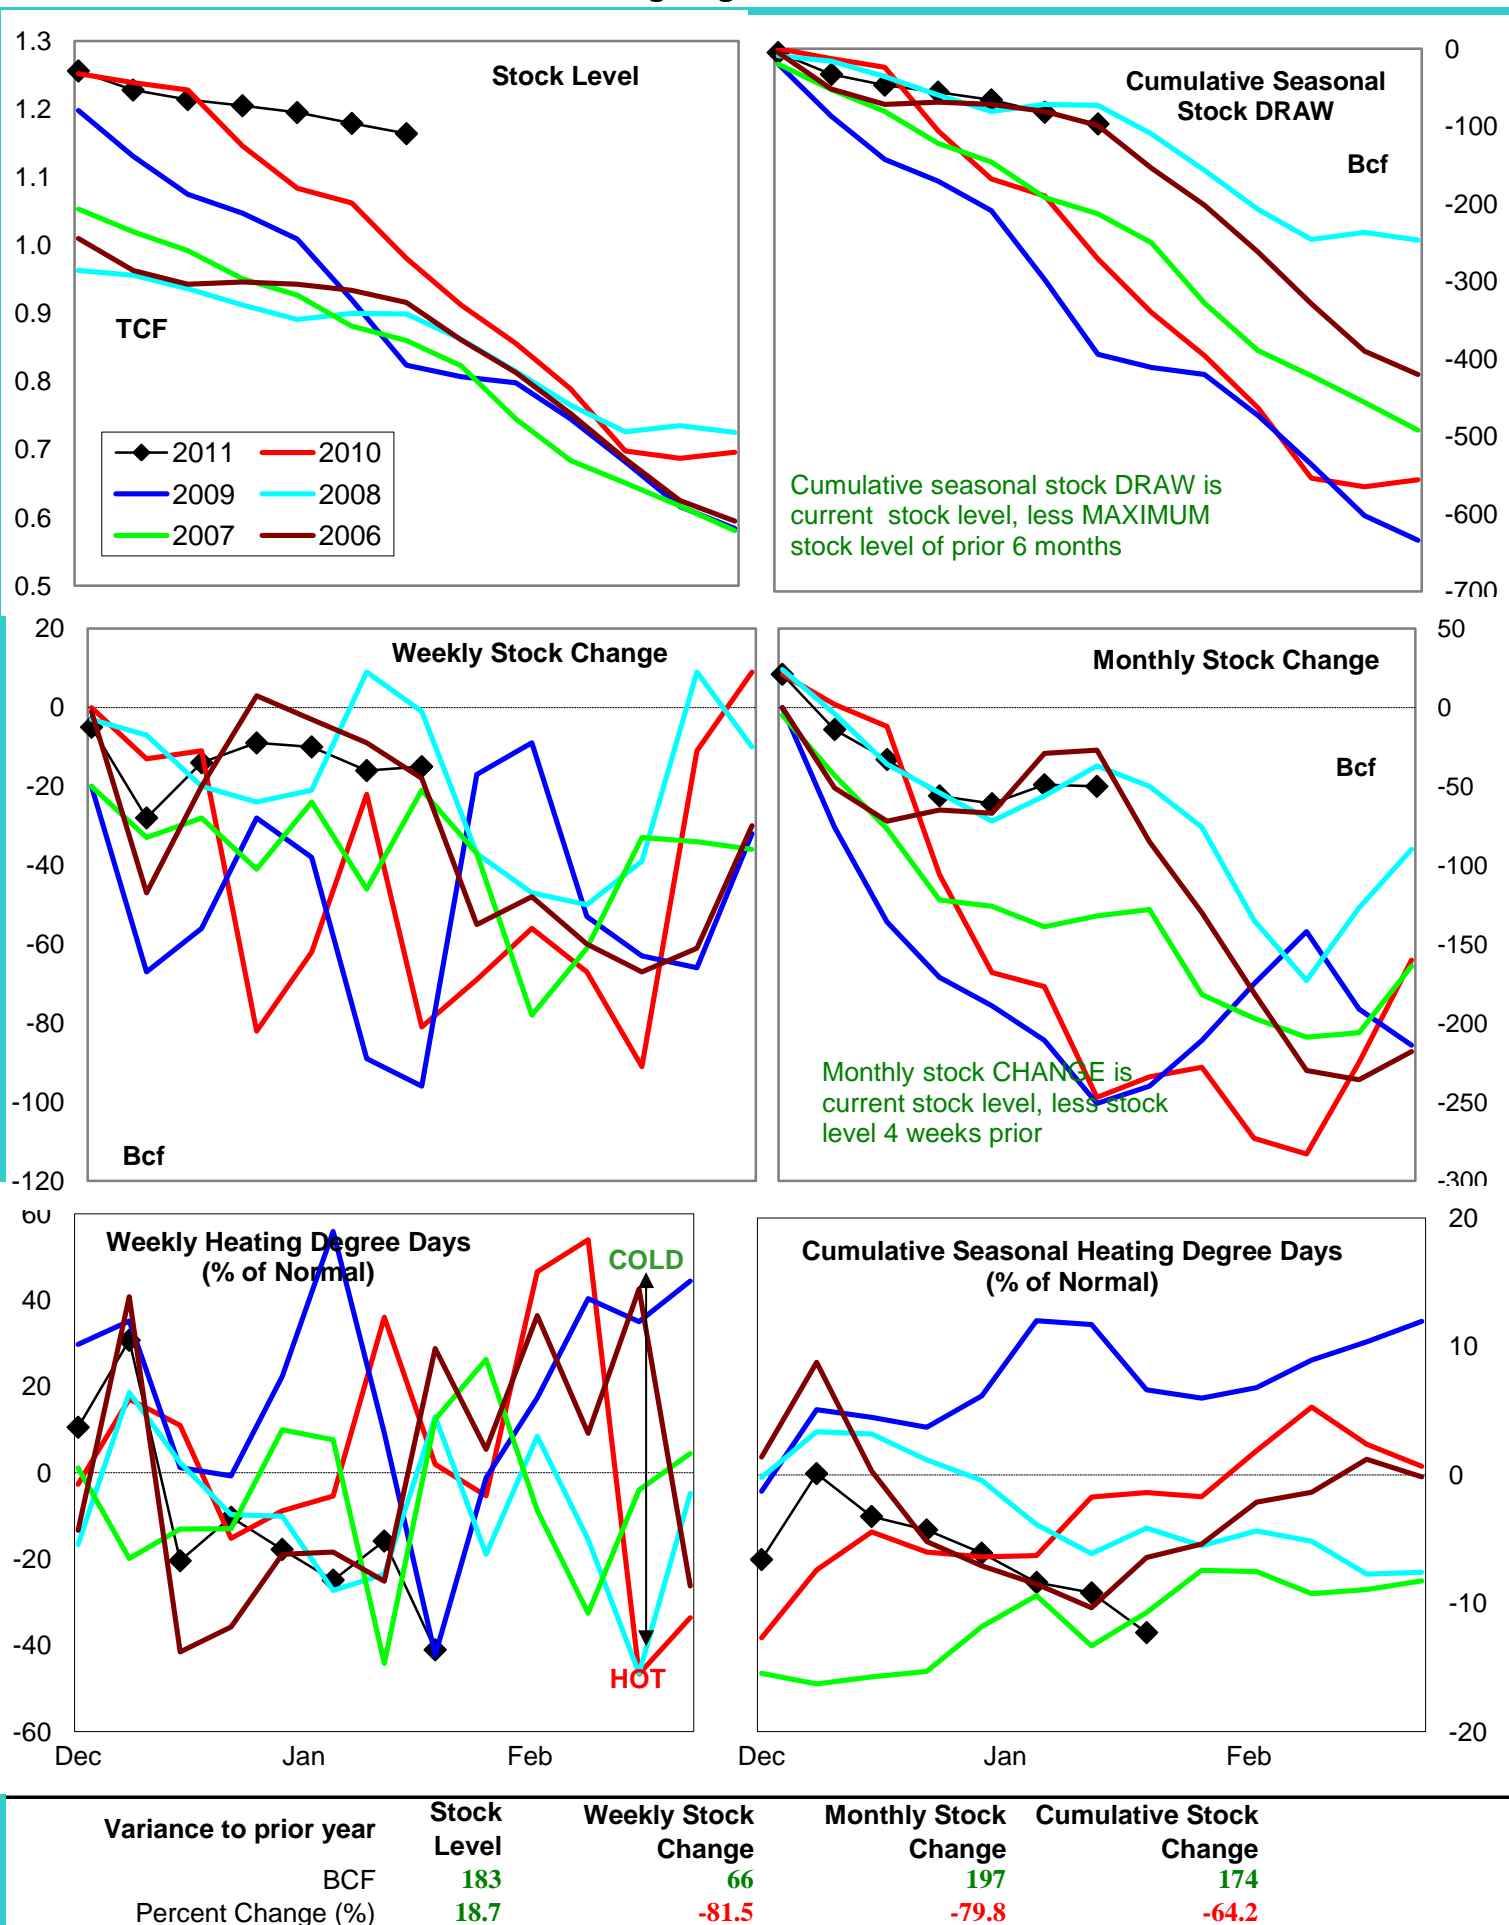 1.3
1.2
1.1
1.0
0.9
0.8
0.7
0.6
0.5
Stock Level
TCF
2011
2010
2009
2008
2007
2006
0
-100
-200
-300
-400
-500
-600
-700
Cumulative Seasonal
Stock DRAW
Bcf
Cumulative seasonal stock DRAW is
current stock level, less MAXIMUM
stock level of prior 6 months
20
0
-20
-40
-60
-80
-100
-120
Weekly Stock Change
Bcf
50
0
-50
-100
-150
-200
-250
-300
Monthly Stock Change
Bcf
Monthly stock CHANGE is
current stock level, less stock
level 4 weeks prior
60
40
20
0
-20
-40
-60
Weekly Heating Degree Days
(% of Normal)
COLD
HOT
Dec Jan Feb
20
10
0
-10
-20
Cumulative Seasonal Heating Degree Days
(% of Normal)
Dec Jan Feb
Variance to prior year Stock Level Weekly Stock Change Monthly Stock Change Cumulative Stock Change
BCF 183 66 197 174
Percent Change (%) 18.7 -81.5 -79.8 -64.2